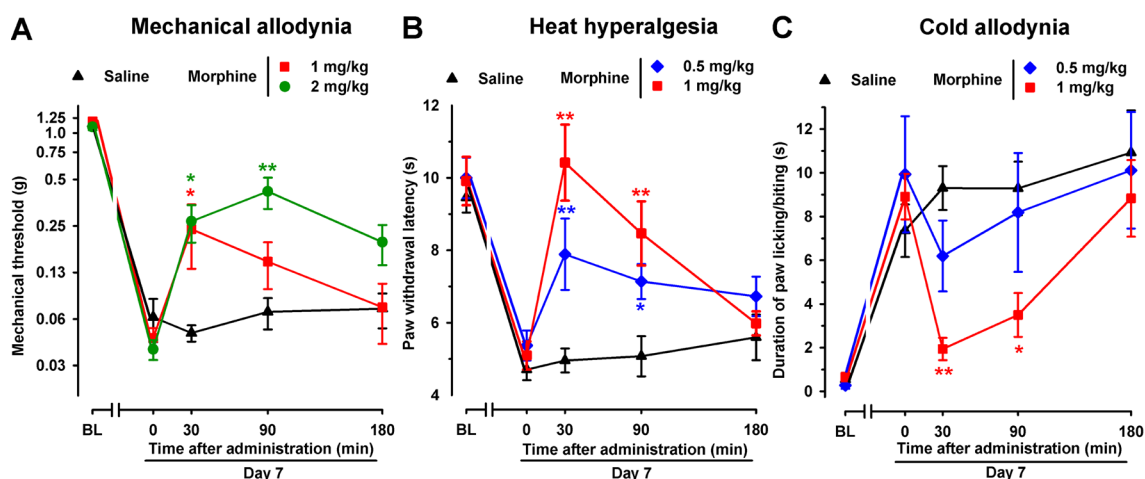 A
Mechanical allodynia
Saline
Morphine
1 mg/kg
2 mg/kg
Mechanical threshold (g)
1.25
1.0
0.75
0.5
0.25
0.13
0.06
0.03
*
*
**
BL
0
30
90
180
Time after administration (min)
Day 7
B
Heat hyperalgesia
Saline
Morphine
0.5 mg/kg
1 mg/kg
Paw withdrawal latency (s)
12
10
8
6
4
**
**
**
*
BL
0
30
90
180
Time after administration (min)
Day 7
C
Cold allodynia
Saline
Morphine
0.5 mg/kg
1 mg/kg
Duration of paw licking/biting (s)
12
10
8
6
4
2
0
**
*
BL
0
30
90
180
Time after administration (min)
Day 7